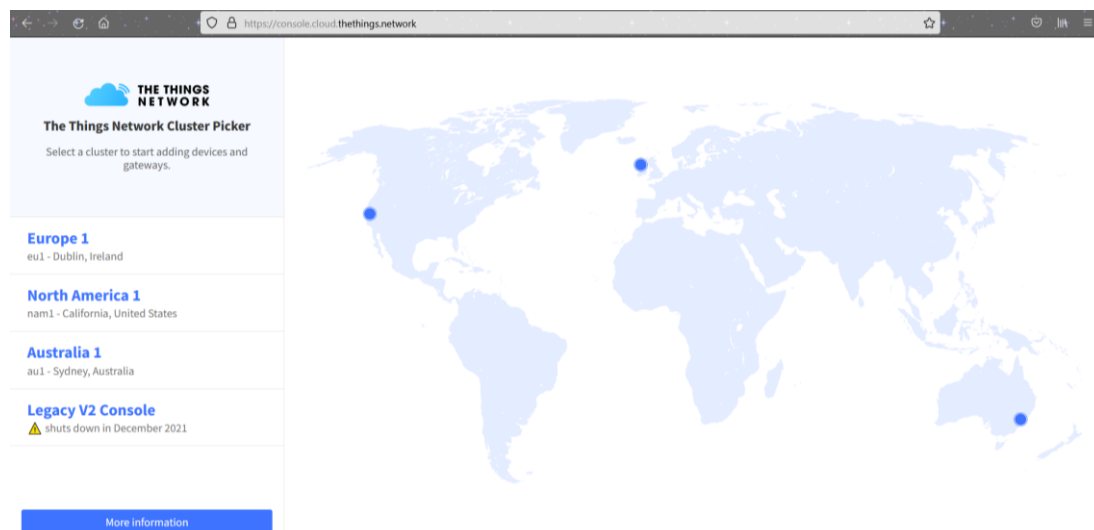 https://console.cloud.thethings.network
THE THINGS
NETWORK
The Things Network Cluster Picker
Select a cluster to start adding devices and
gateways.
Europe 1
eu1 - Dublin, Ireland
North America 1
nam1 - California, United States
Australia 1
au1 - Sydney, Australia
Legacy V2 Console
shuts down in December 2021
More information